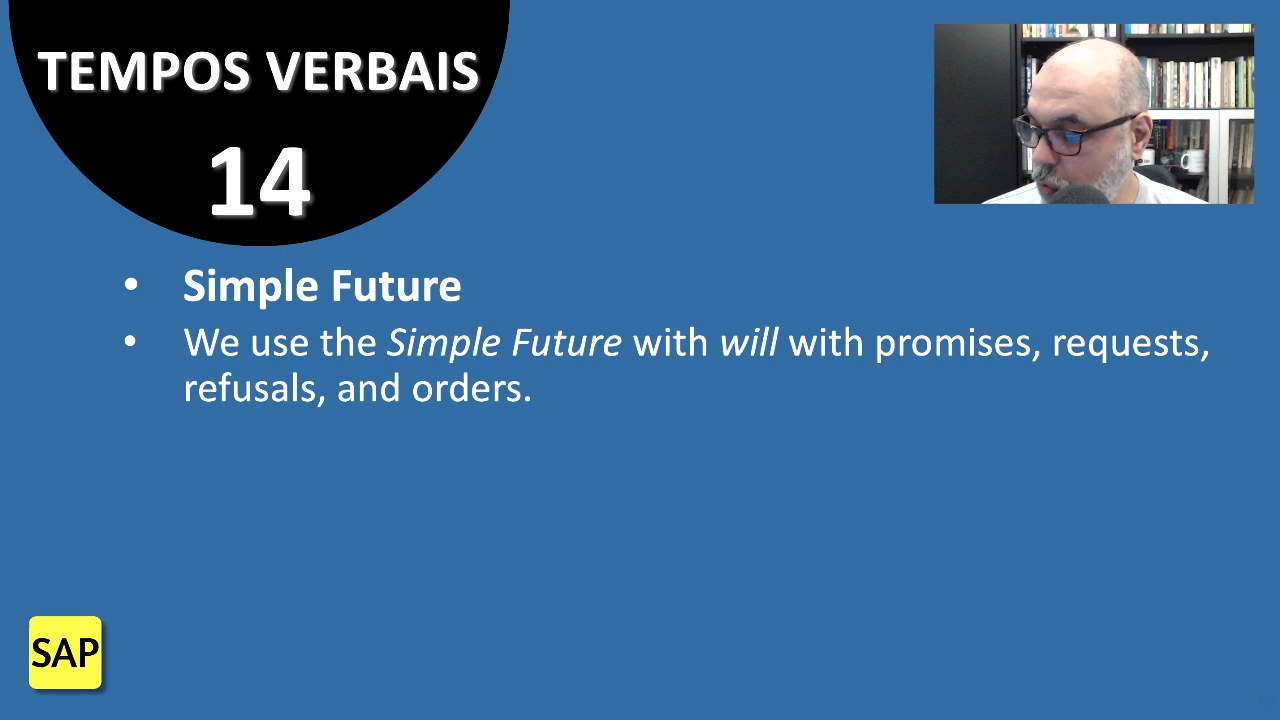 TEMPOS VERBAIS
14
• Simple Future
• We use the Simple Future with will with promises, requests,
refusals, and orders.
SAP